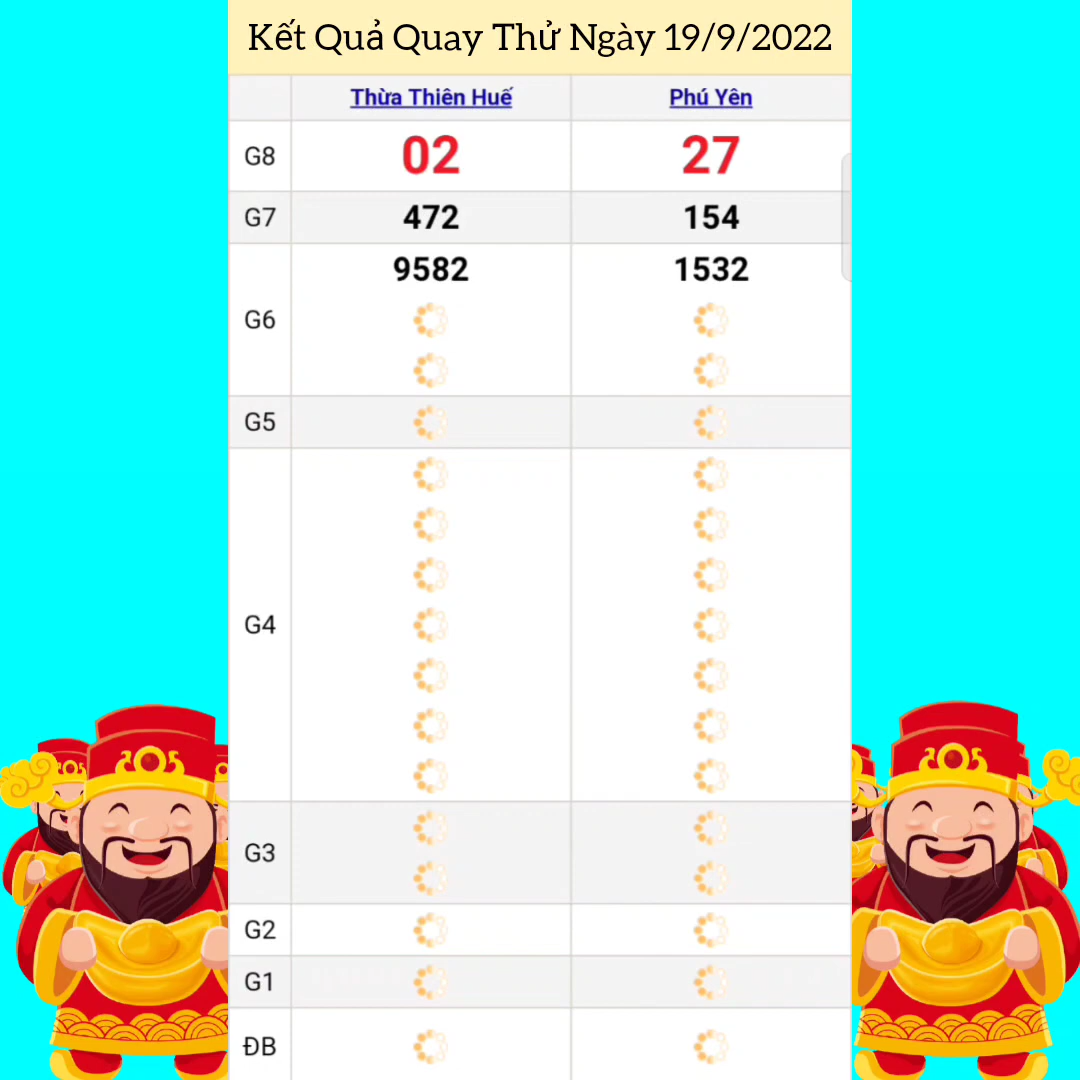 Kết Quả Quay Thử Ngày 19/9/2022
Thừa Thiên Huế Phú Yên
G8 02 27
G7 472 154
9582 1532
G6
G5
G4
G3
G2
G1
ĐB